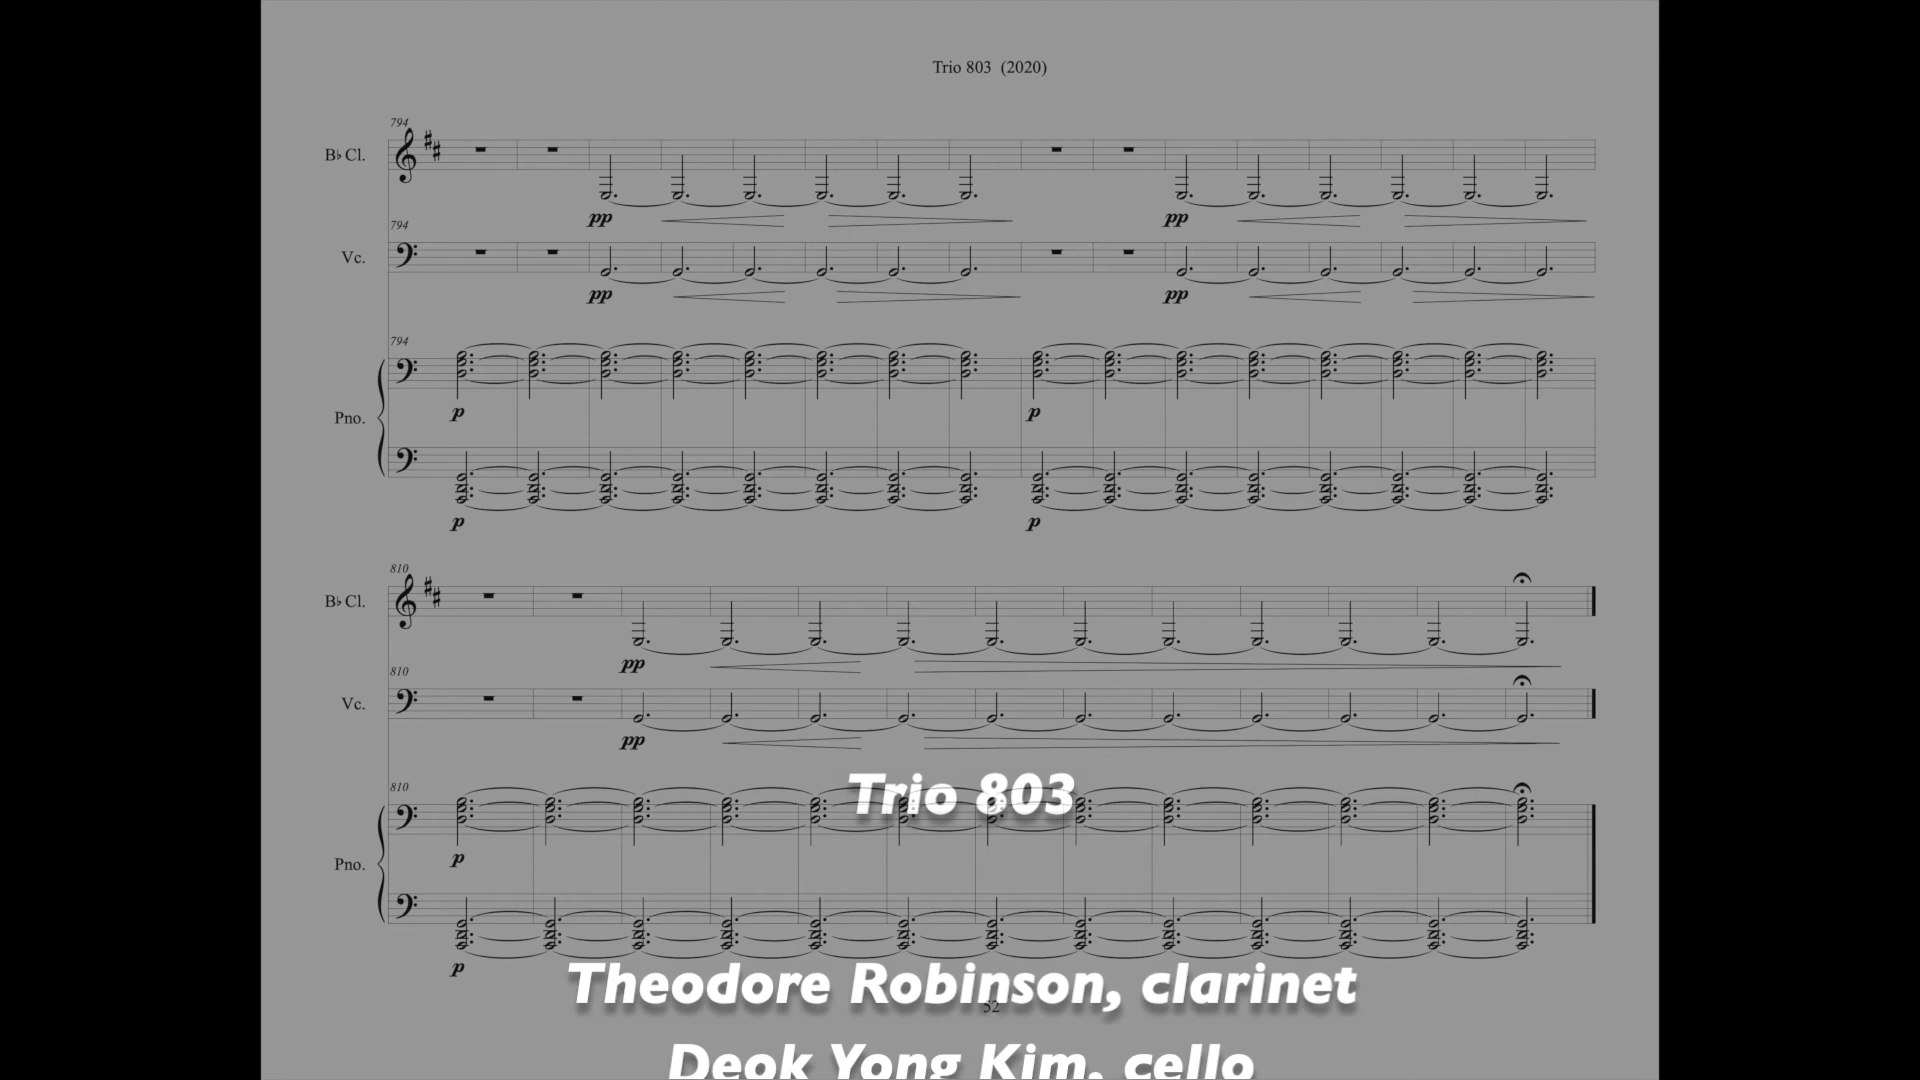 Trio 803 (2020)
794
B♭ Cl.
pp
pp
794
Vc.
pp
pp
794
Pno.
p
p
p
p
810
B♭ Cl.
pp
810
Vc.
pp
810
Trio 803
Pno.
p
p
Theodore Robinson, clarinet
52
Deok Yong Kim, cello